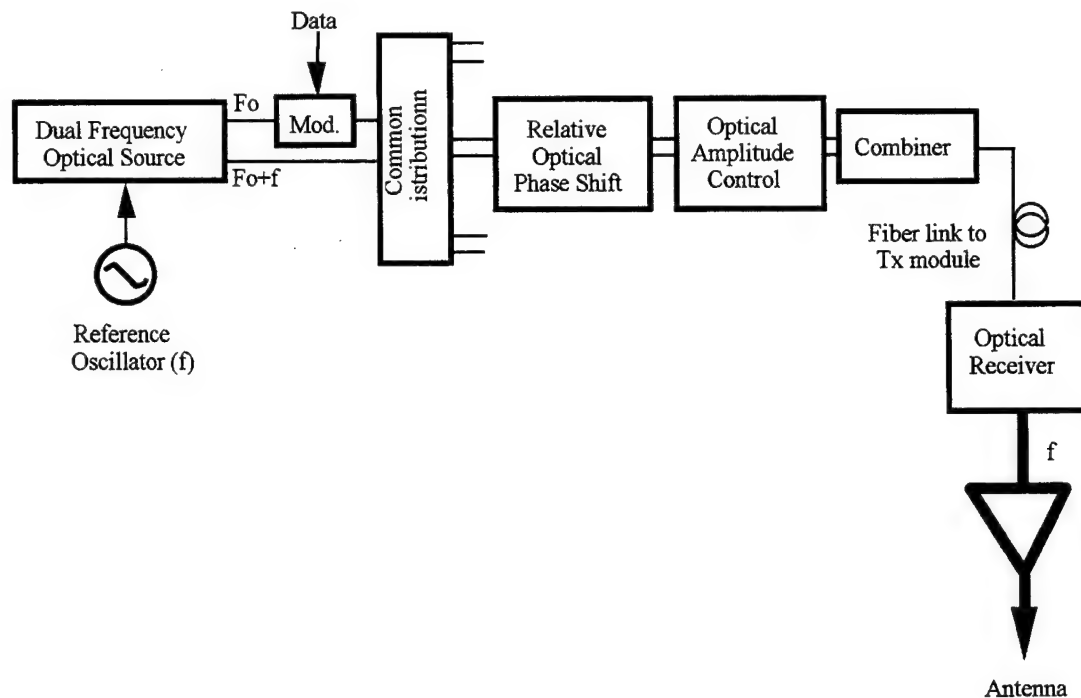 Data
Fo
Mod.
Dual Frequency
Optical Source
Fo+f
Reference
Oscillator (f)
Common
istributionn
Relative
Optical
Phase Shift
Optical
Amplitude
Control
Combiner
Fiber link to
Tx module
Optical
Receiver
f
Antenna